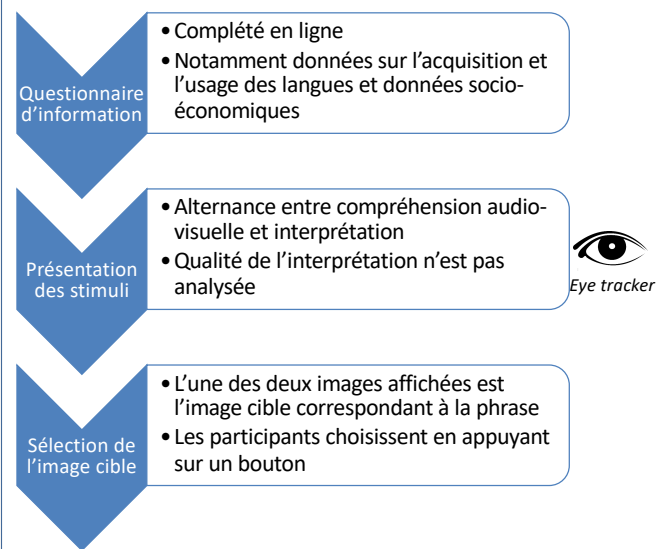 Questionnaire
d'information
• Complété en ligne
• Notamment données sur l'acquisition et
l'usage des langues et données socio-
économiques
Présentation
des stimuli
• Alternance entre compréhension audio-
visuelle et interprétation
• Qualité de l'interprétation n'est pas
analysée
Eye tracker
Sélection de
l'image cible
• L'une des deux images affichées est
l'image cible correspondant à la phrase
• Les participants choisissent en appuyant
sur un bouton